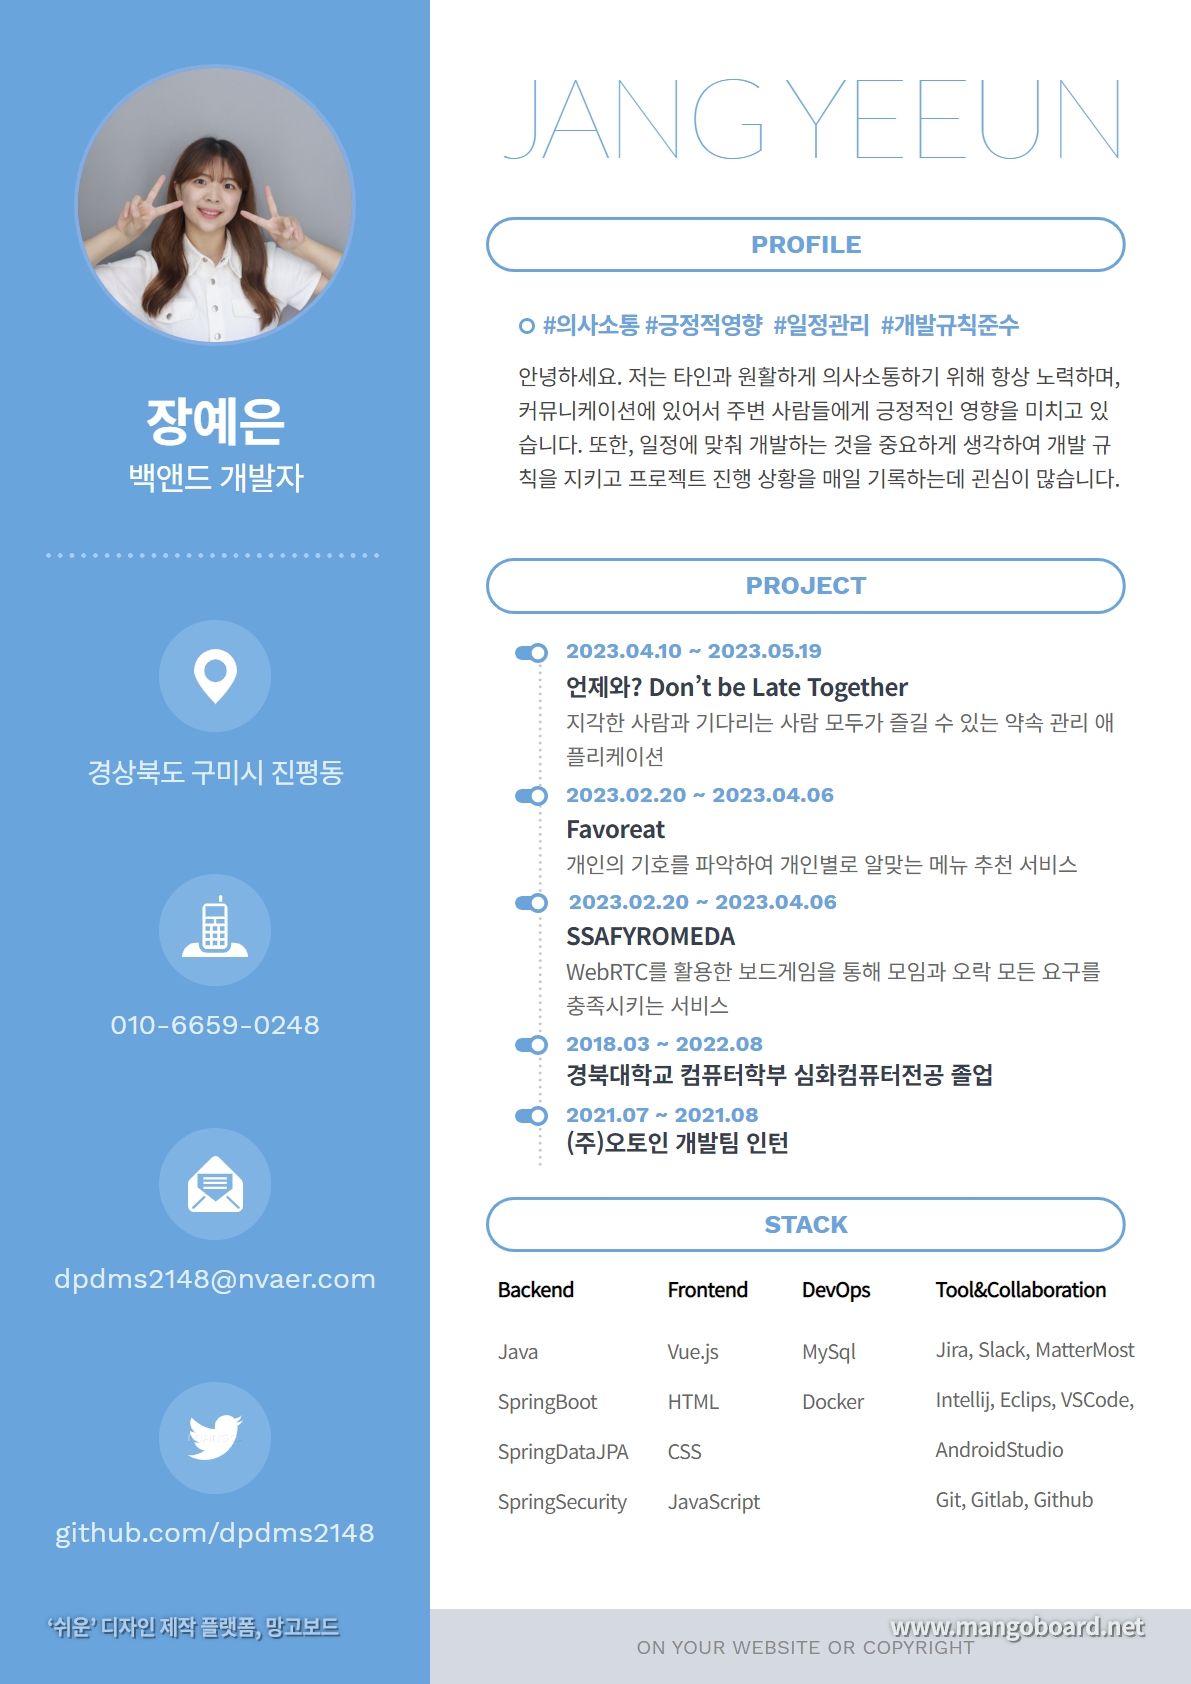 장예은
백앤드 개발자
경상북도 구미시 진평동
010-6659-0248
dpdms2148@nvaer.com
github.com/dpdms2148
‘쉬운’ 디자인 제작 플랫폼, 망고보드
JANG YEEUN
PROFILE
#의사소통 #긍정적영향 #일정관리 #개발규칙준수
안녕하세요. 저는 타인과 원활하게 의사소통하기 위해 항상 노력하며,
커뮤니케이션에 있어서 주변 사람들에게 긍정적인 영향을 미치고 있
습니다. 또한, 일정에 맞춰 개발하는 것을 중요하게 생각하여 개발 규
칙을 지키고 프로젝트 진행 상황을 매일 기록하는데 괸심이 많습니다.
PROJECT
2023.04.10 ~ 2023.05.19
언제와? Don’t be Late Together
지각한 사람과 기다리는 사람 모두가 즐길 수 있는 약속 관리 애
플리케이션
2023.02.20 ~ 2023.04.06
Favoreat
개인의 기호를 파악하여 개인별로 알맞는 메뉴 추천 서비스
2023.02.20 ~ 2023.04.06
SSAFYROMEDA
WebRTC를 활용한 보드게임을 통해 모임과 오락 모든 요구를
충족시키는 서비스
2018.03 ~ 2022.08
경북대학교 컴퓨터학부 심화컴퓨터전공 졸업
2021.07 ~ 2021.08
(주)오토인 개발팀 인턴
STACK
Backend
Java
SpringBoot
SpringDataJPA
SpringSecurity
Frontend
Vue.js
HTML
CSS
JavaScript
DevOps
MySql
Docker
Tool&Collaboration
Jira, Slack, MatterMost
Intellij, Eclips, VSCode,
AndroidStudio
Git, Gitlab, Github
www.mangoboard.net
ON YOUR WEBSITE OR COPYRIGHT